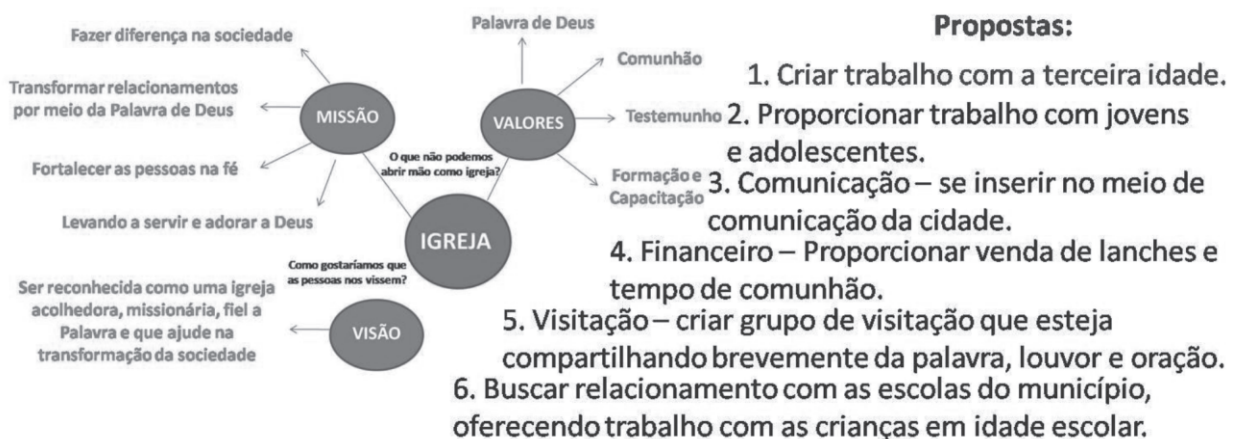 Fazer diferença na sociedade
Transformar relacionamentos
por meio da Palavra de Deus
Fortalecer as pessoas na fé
Levando a servir e adorar a Deus
MISSÃO
Palavra de Deus
Comunhão
Testemunho
Formação e
Capacitação
VALORES
O que não podemos
abrir mão como igreja?
IGREJA
Como gostaríamos que
as pessoas nos vissem?
Ser reconhecida como uma igreja
acolhedora, missionária, fiel a
Palavra e que ajude na
transformação da sociedade
VISÃO
Propostas:
1. Criar trabalho com a terceira idade.
2. Proporcionar trabalho com jovens
e adolescentes.
3. Comunicação – se inserir no meio de
comunicação da cidade.
4. Financeiro – Proporcionar venda de lanches e
tempo de comunhão.
5. Visitação – criar grupo de visitação que esteja
compartilhando brevemente da palavra, louvor e oração.
6. Buscar relacionamento com as escolas do município,
oferecendo trabalho com as crianças em idade escolar.